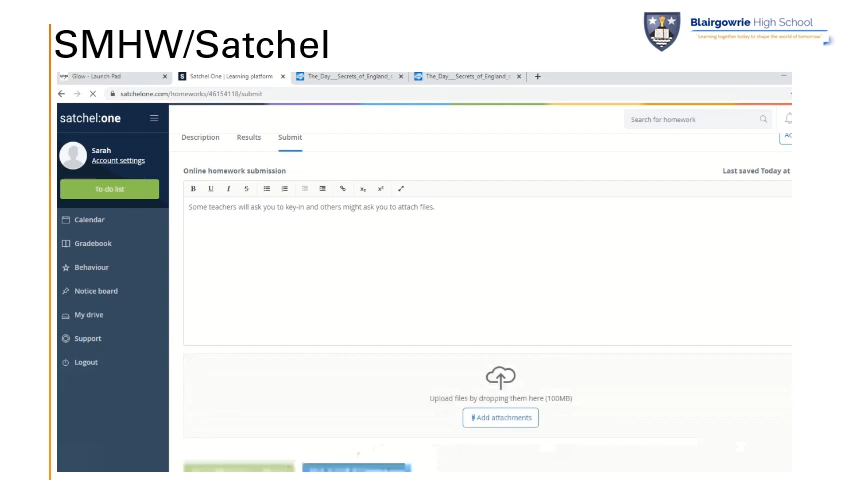 SMHW/Satchel
Blairgowrie High School
"Learning together today to shape the world of tomorrow"
Glow - Launch Pad
Satchel One | Learning platform
The_Day__Secrets_of_England_
The_Day__Secrets_of_England_
satchelone.com/homeworks/46154118/submit
satchel:one
Search for homework
Description Results Submit
Sarah
Account settings
To-do list
Calendar
Gradebook
Behaviour
Notice board
My drive
Support
Logout
Online homework submission
Last saved Today at
B U I S
Some teachers will ask you to key-in and others might ask you to attach files.
Upload files by dropping them here (100MB)
Add attachments